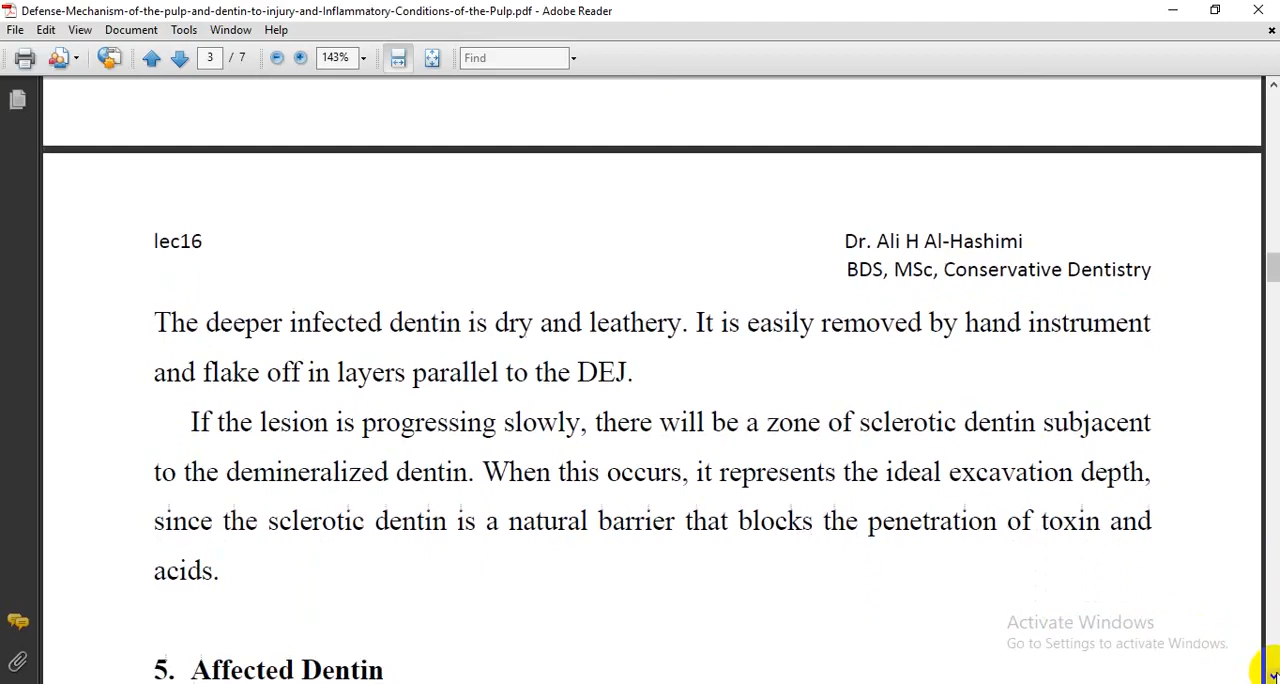 Defense-Mechanism-of-the-pulp-and-dentin-to-injury-and-Inflammatory-Conditions-of-the-Pulp.pdf - Adobe Reader
File Edit View Document Tools Window Help
3 / 7 143% Find
lec16 Dr. Ali H Al-Hashimi
BDS, MSc, Conservative Dentistry
The deeper infected dentin is dry and leathery. It is easily removed by hand instrument
and flake off in layers parallel to the DEJ.
If the lesion is progressing slowly, there will be a zone of sclerotic dentin subjacent
to the demineralized dentin. When this occurs, it represents the ideal excavation depth,
since the sclerotic dentin is a natural barrier that blocks the penetration of toxin and
acids.
Activate Windows
Go to Settings to activate Windows.
5. Affected Dentin